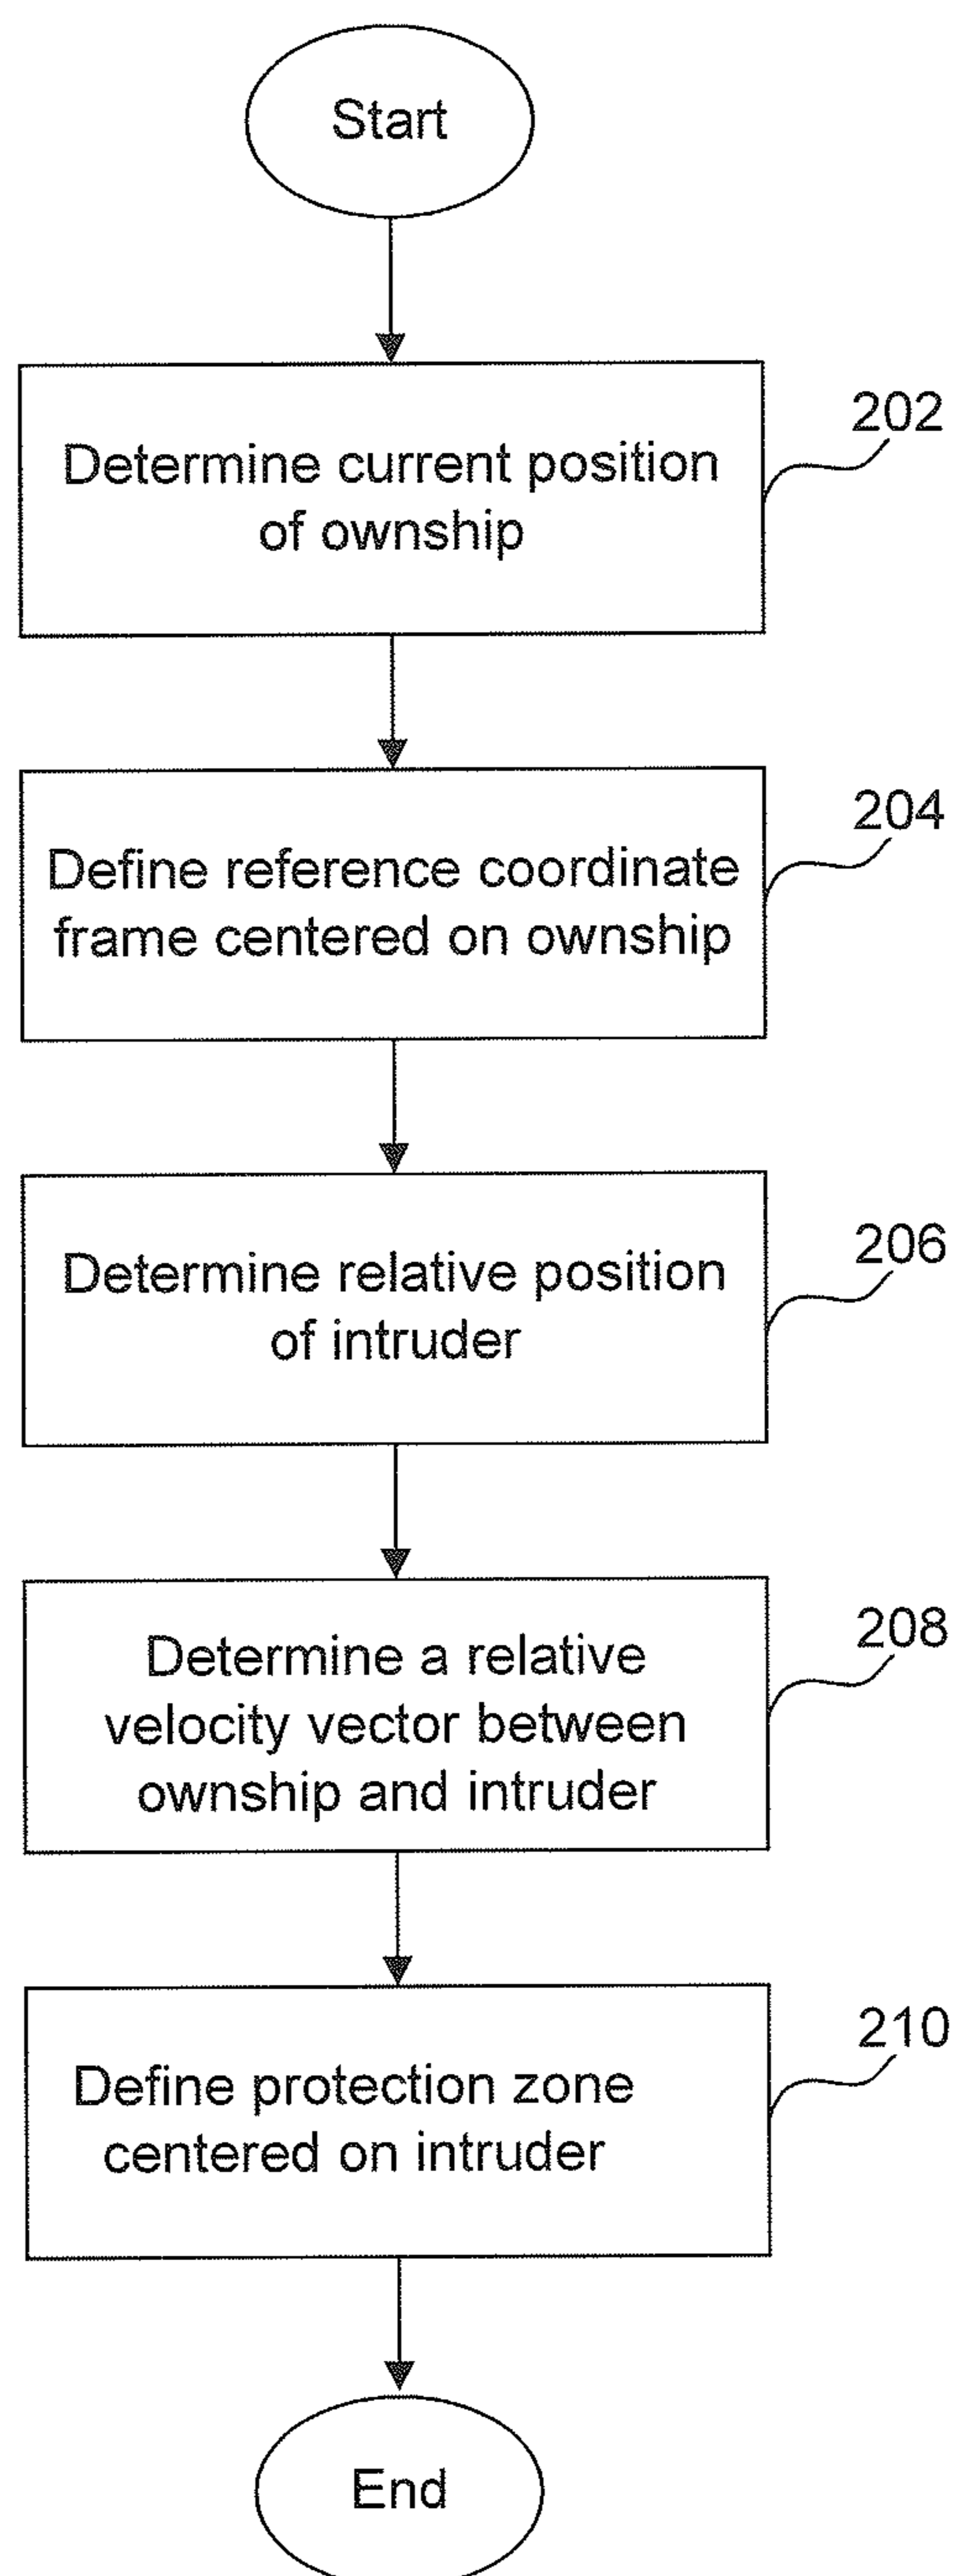 Start
Determine current position
of ownship
202
Define reference coordinate
frame centered on ownship
204
Determine relative position
of intruder
206
Determine a relative
velocity vector between
ownship and intruder
208
Define protection zone
centered on intruder
210
End